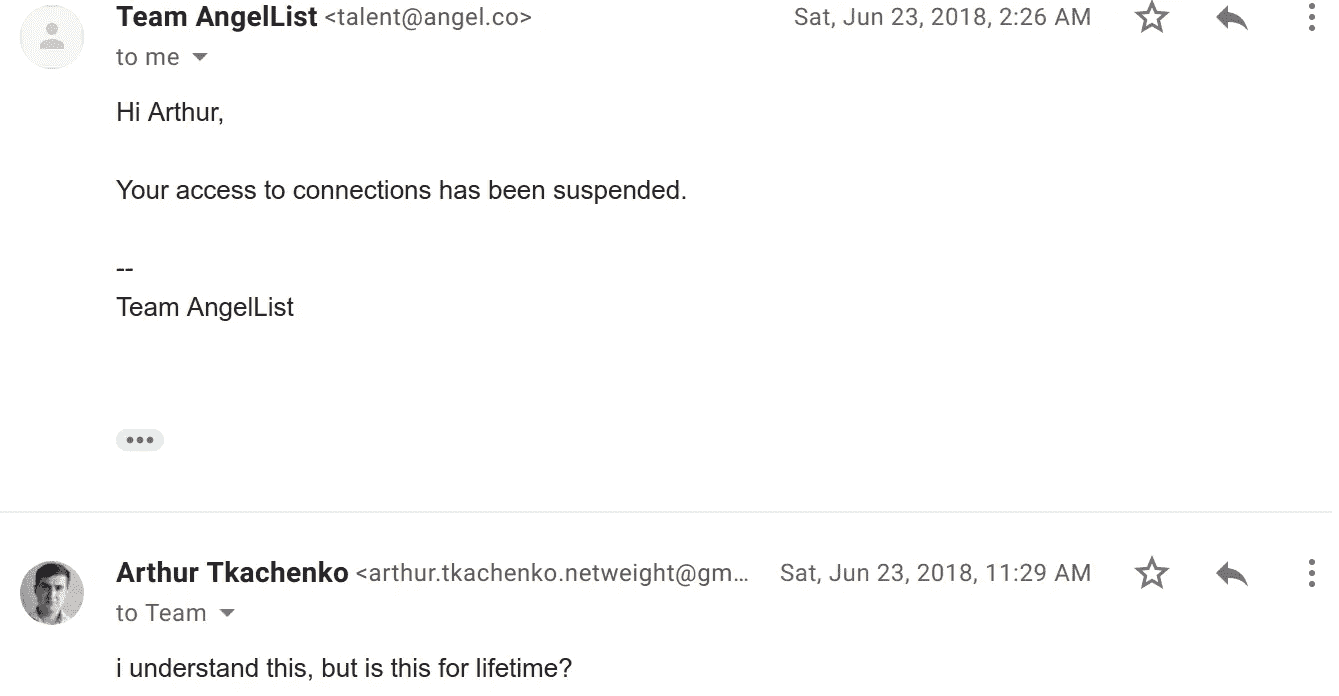 Team AngelList <talent@angel.co> Sat, Jun 23, 2018, 2:26 AM
to me
Hi Arthur,
Your access to connections has been suspended.
--
Team AngelList
Arthur Tkachenko <arthur.tkachenko.netweight@gm... Sat, Jun 23, 2018, 11:29 AM
to Team
i understand this, but is this for lifetime?